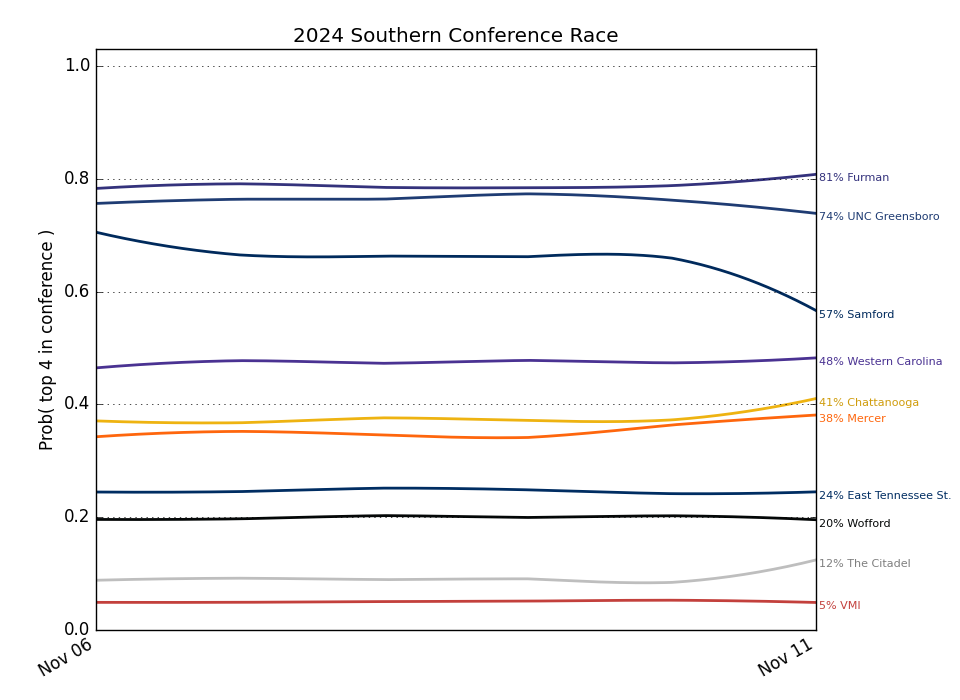 2024 Southern Conference Race
Prob( top 4 in conference )
1.0
0.8
0.6
0.4
0.2
0.0
Nov 06
Nov 11
81% Furman
74% UNC Greensboro
57% Samford
48% Western Carolina
41% Chattanooga
38% Mercer
24% East Tennessee St.
20% Wofford
12% The Citadel
5% VMI